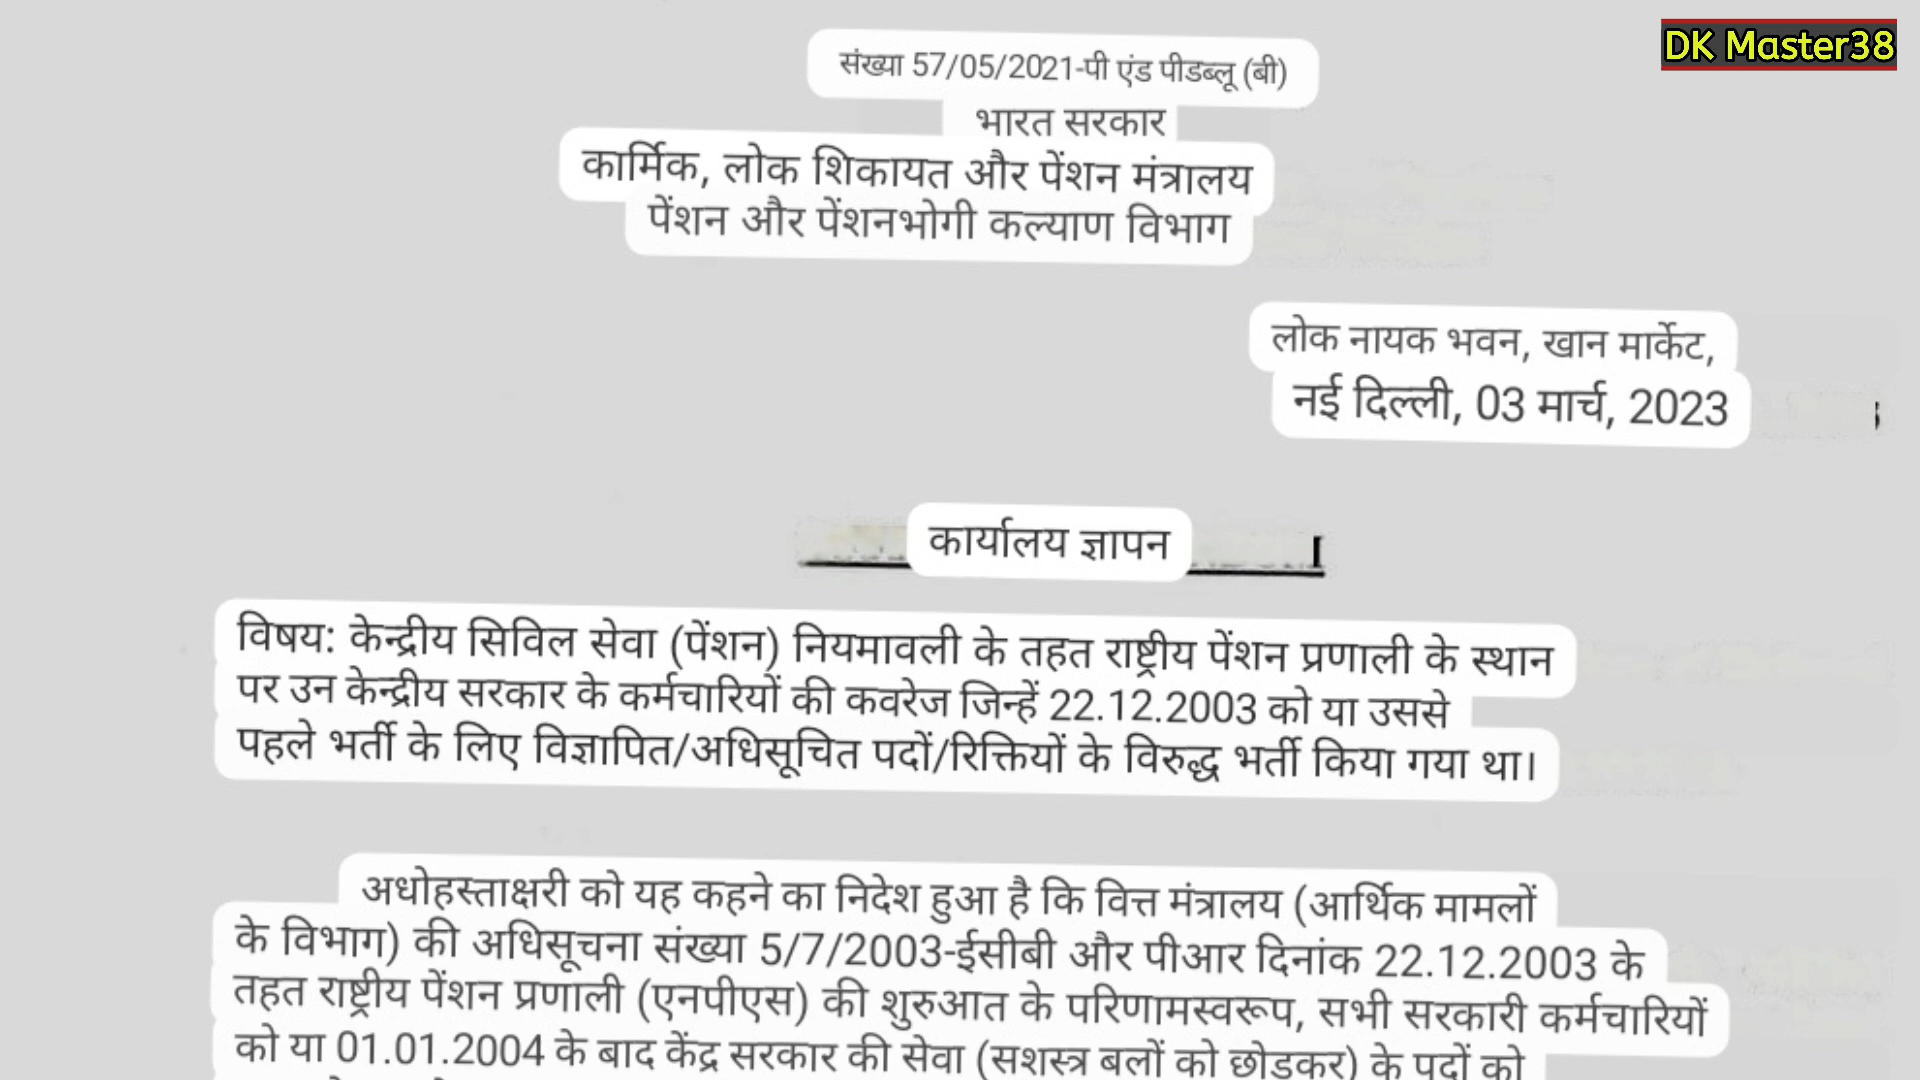 DK Master38
संख्या 57/05/2021-पी एंड पीडब्लू (बी)
भारत सरकार
कार्मिक, लोक शिकायत और पेंशन मंत्रालय
पेंशन और पेंशनभोगी कल्याण विभाग
लोक नायक भवन, खान मार्केट,
नई दिल्ली, 03 मार्च, 2023
कार्यालय ज्ञापन
विषय: केन्द्रीय सिविल सेवा (पेंशन) नियमावली के तहत राष्ट्रीय पेंशन प्रणाली के स्थान
पर उन केन्द्रीय सरकार के कर्मचारियों की कवरेज जिन्हें 22.12.2003 को या उससे
पहले भर्ती के लिए विज्ञापित/अधिसूचित पदों/रिक्तियों के विरुद्ध भर्ती किया गया था।
अधोहस्ताक्षरी को यह कहने का निदेश हुआ है कि वित्त मंत्रालय (आर्थिक मामलों
के विभाग) की अधिसूचना संख्या 5/7/2003-ईसीबी और पीआर दिनांक 22.12.2003 के
तहत राष्ट्रीय पेंशन प्रणाली (एनपीएस) की शुरुआत के परिणामस्वरूप, सभी सरकारी कर्मचारियों
को या 01.01.2004 के बाद केंद्र सरकार की सेवा (सशस्त्र बलों को छोडकर) के पदों को